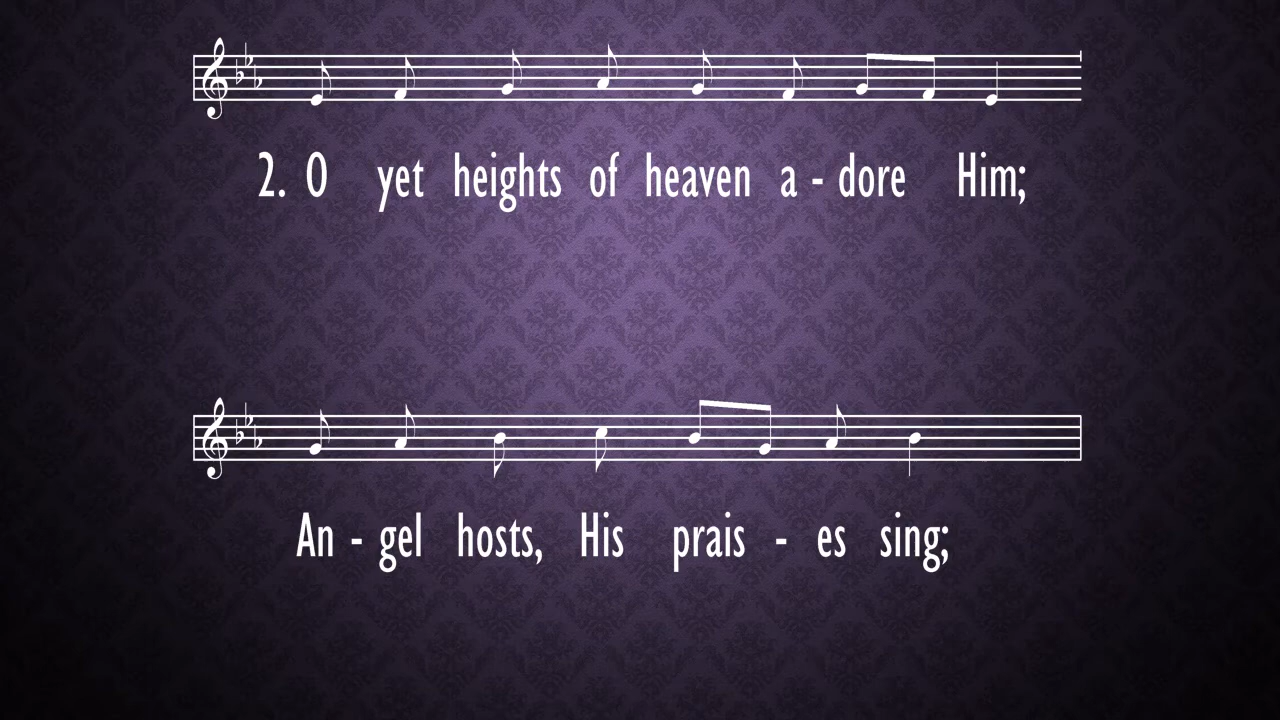 2. O yet heights of heaven a - dore Him;
An - gel hosts, His prais - es sing;